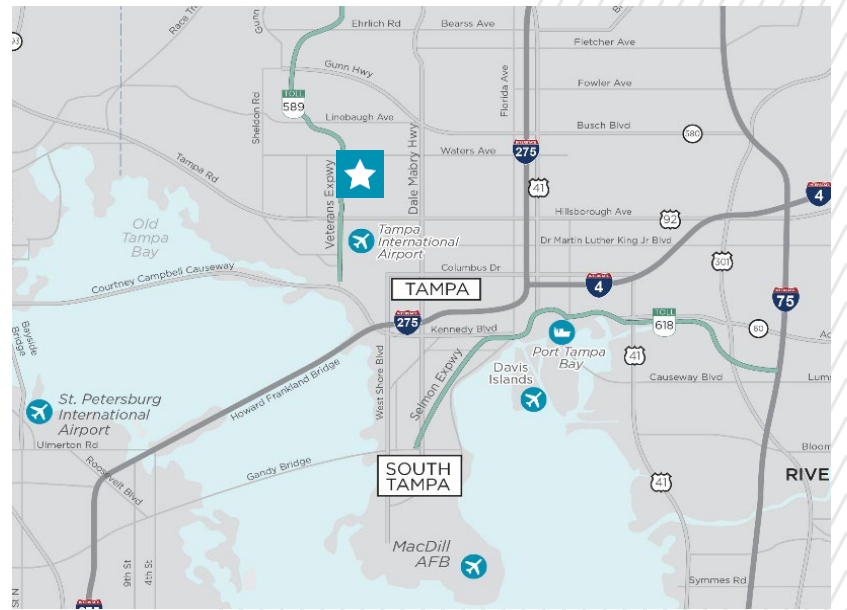 Ehrlich Rd
Bearss Ave
Fletcher Ave
Gunn Hwy
Fowler Ave
TOLL
589
Florida Ave
Sheldon Rd
Linebaugh Ave
Busch Blvd
580
Dale Mabry Hwy
Waters Ave
275
41
Tampa Rd
Veterans Expwy
4
Hillsborough Ave
92
Old
Tampa
Bay
Tampa
International
Airport
Dr Martin Luther King Jr Blvd
301
Columbus Dr
Courtney Campbell Causeway
TAMPA
4
75
275
Kennedy Blvd
TOLL
618
60
Bayside
Bridge
West Shore Blvd
Selmon Expwy
Port Tampa
Bay
41
Davis
Islands
Causeway Blvd
Lum
Howard Frankland Bridge
St. Petersburg
International
Airport
Ulmerton Rd
Roosevelt Blvd
Gandy Bridge
SOUTH
TAMPA
Bloom
RIVE
41
MacDill
AFB
9th St
4th St
Symmes Rd